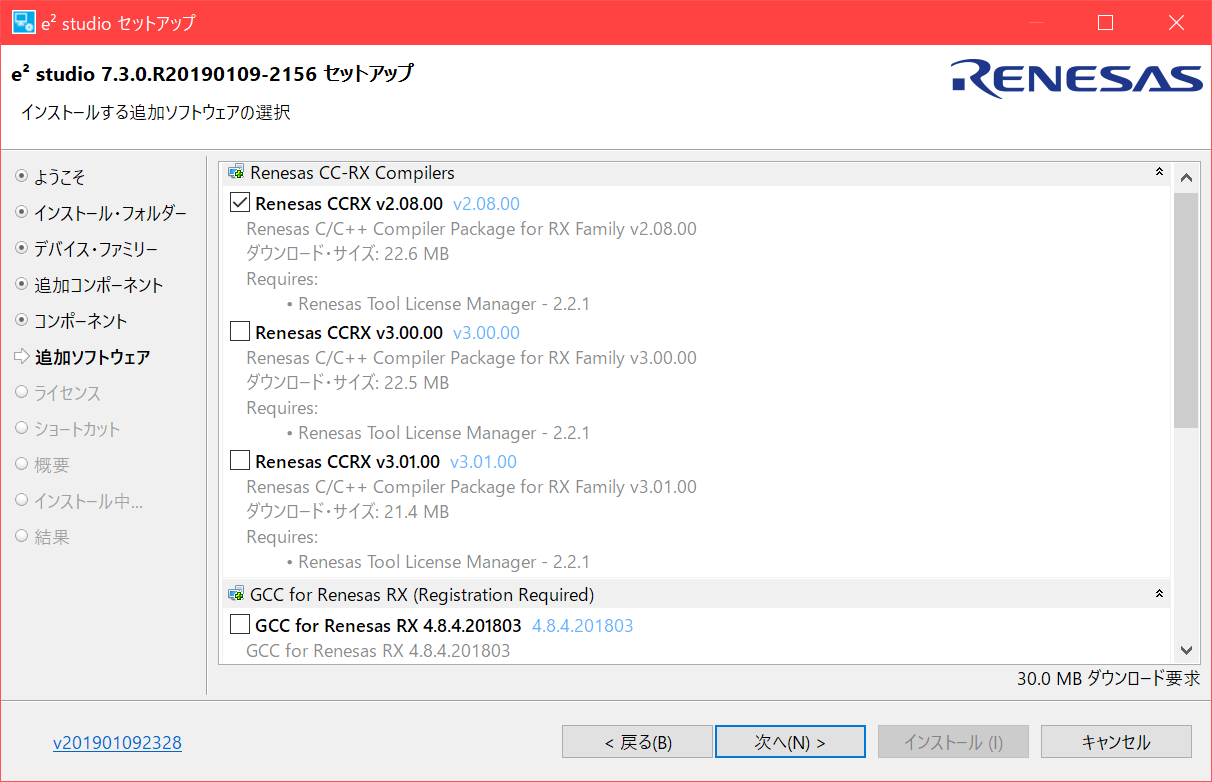 e² studio セットアップ
e² studio 7.3.0.R20190109-2156 セットアップ
RENESAS
インストールする追加ソフトウェアの選択
ようこそ
インストール・フォルダー
デバイス・ファミリー
追加コンポーネント
コンポーネント
追加ソフトウェア
ライセンス
ショートカット
概要
インストール中...
結果
Renesas CC-RX Compilers
Renesas CCRX v2.08.00 v2.08.00
Renesas C/C++ Compiler Package for RX Family v2.08.00
ダウンロード・サイズ: 22.6 MB
Requires:
• Renesas Tool License Manager - 2.2.1
Renesas CCRX v3.00.00 v3.00.00
Renesas C/C++ Compiler Package for RX Family v3.00.00
ダウンロード・サイズ: 22.5 MB
Requires:
• Renesas Tool License Manager - 2.2.1
Renesas CCRX v3.01.00 v3.01.00
Renesas C/C++ Compiler Package for RX Family v3.01.00
ダウンロード・サイズ: 21.4 MB
Requires:
• Renesas Tool License Manager - 2.2.1
GCC for Renesas RX (Registration Required)
GCC for Renesas RX 4.8.4.201803 4.8.4.201803
GCC for Renesas RX 4.8.4.201803
30.0 MB ダウンロード要求
v201901092328
< 戻る(B)
次へ(N) >
インストール (I)
キャンセル